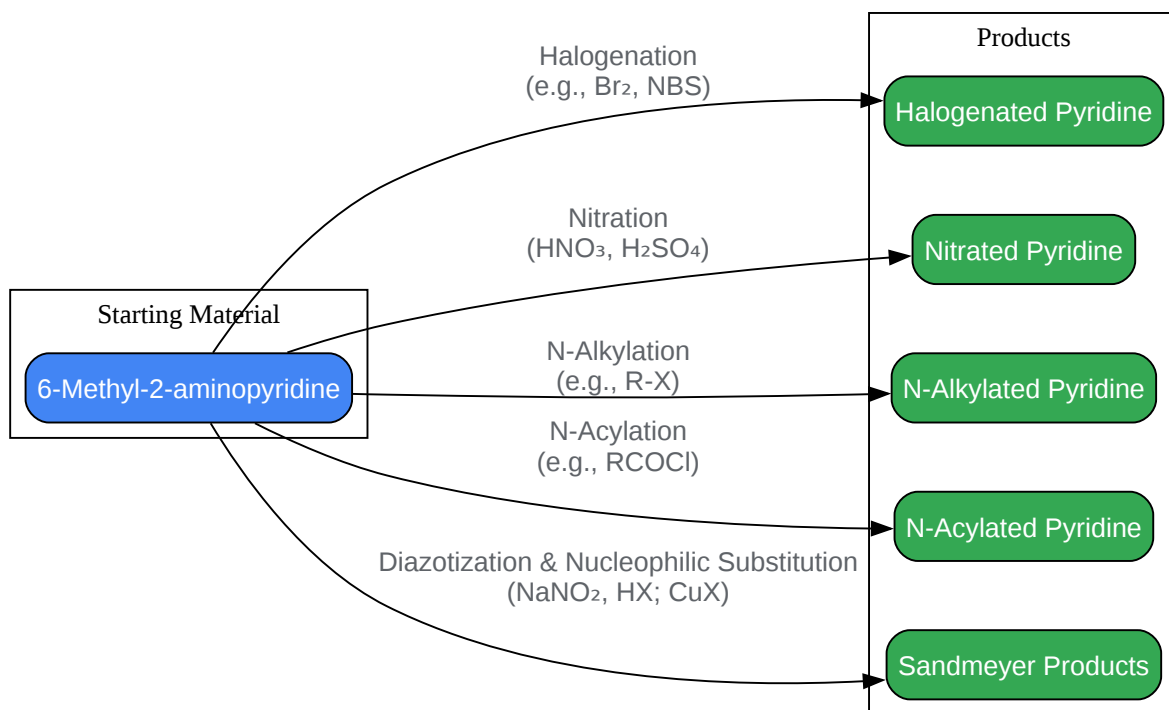 Products
Halogenation
(e.g., Br₂, NBS)
Halogenated Pyridine
Nitration
(HNO₃, H₂SO₄)
Nitrated Pyridine
Starting Material
6-Methyl-2-aminopyridine
N-Alkylation
(e.g., R-X)
N-Alkylated Pyridine
N-Acylation
(e.g., RCOCl)
N-Acylated Pyridine
Diazotization & Nucleophilic Substitution
(NaNO₂, HX; CuX)
Sandmeyer Products